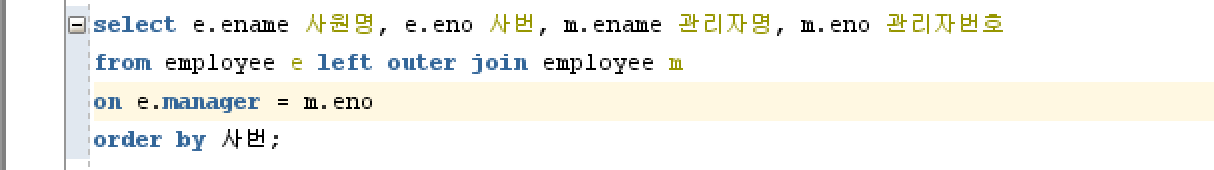 select e.ename 사원명, e.eno 사번, m.ename 관리자명, m.eno 관리자번호
from employee e left outer join employee m
on e.manager = m.eno
order by 사번;